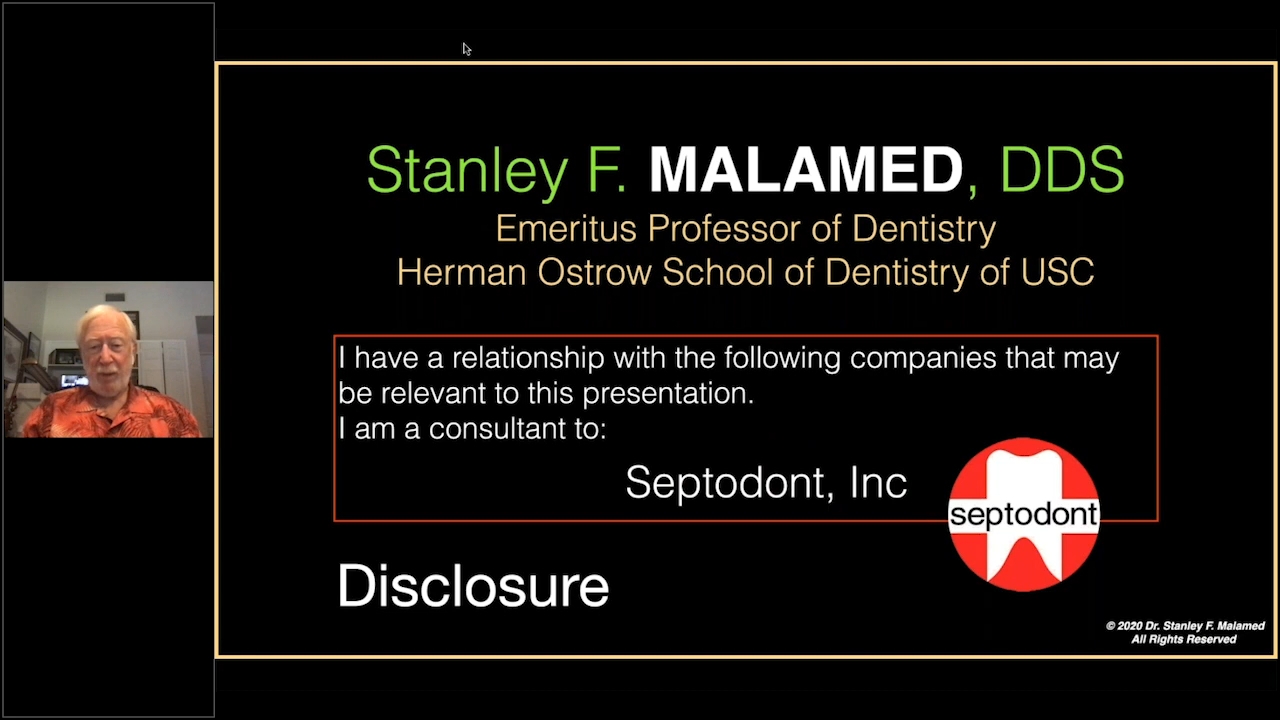 Stanley F. MALAMED, DDS
Emeritus Professor of Dentistry
Herman Ostrow School of Dentistry of USC
I have a relationship with the following companies that may
be relevant to this presentation.
I am a consultant to:
Septodont, Inc
septodont
Disclosure
© 2020 Dr. Stanley F. Malamed
All Rights Reserved